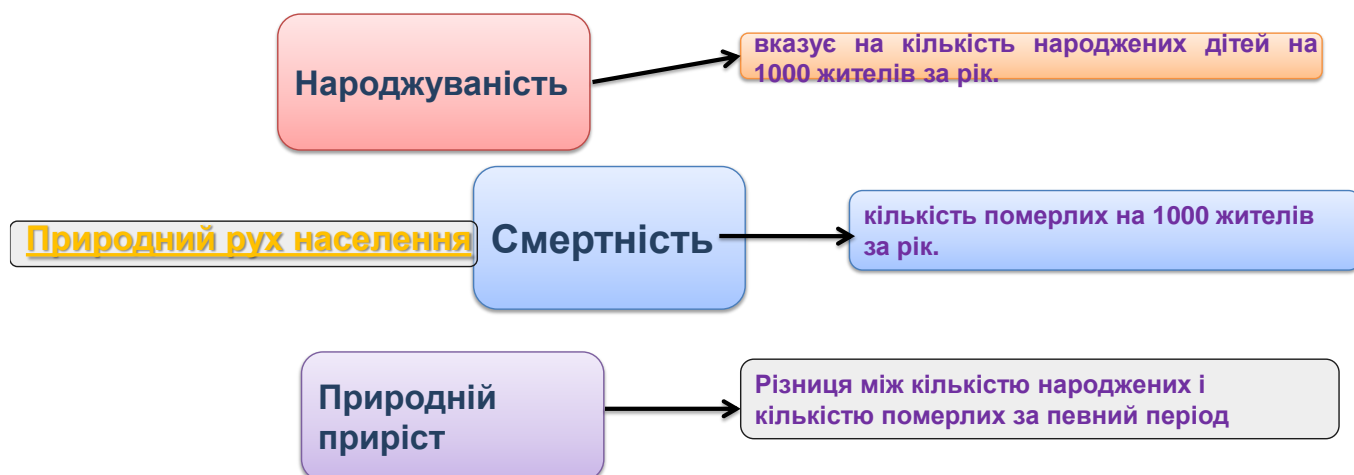 Народжуваність
вказує на кількість народжених дітей на
1000 жителів за рік.
Природний рух населення
Смертність
кількість померлих на 1000 жителів
за рік.
Природній
приріст
Різниця між кількістю народжених і
кількістю померлих за певний період